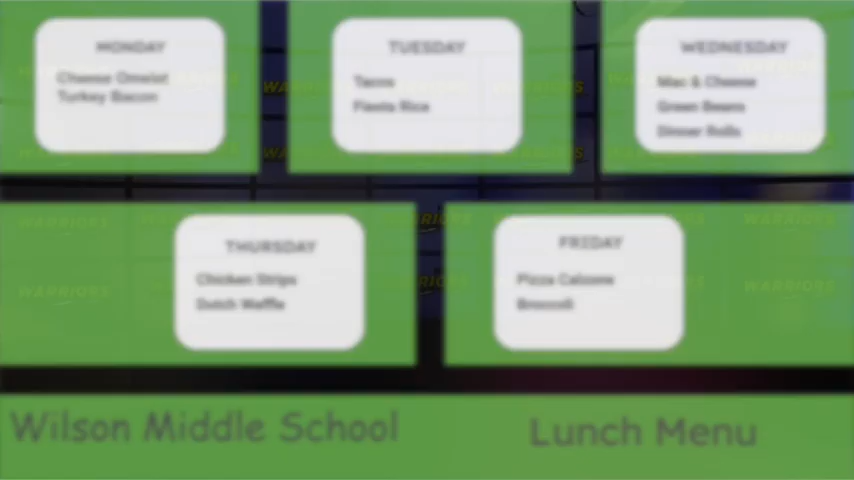 MONDAY
Cheese Omelet
Turkey Bacon
TUESDAY
Tacos
Fiesta Rice
WEDNESDAY
Mac & Cheese
Green Beans
Dinner Rolls
THURSDAY
Chicken Strips
Dutch Waffle
FRIDAY
Pizza Calzone
Broccoli
WARRIORS
Wilson Middle School
Lunch Menu